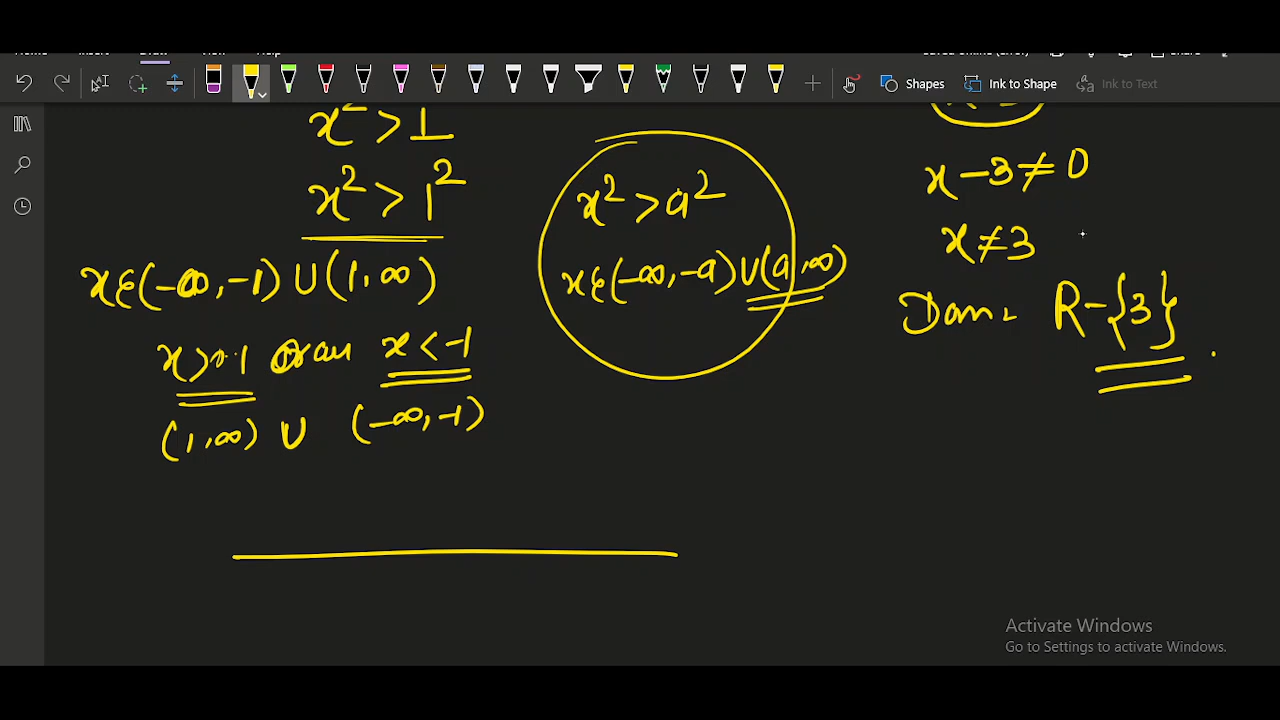 Shapes
Ink to Shape
Ink to Text
x² > 1
x² > 1²
x∈(-∞,-1) U (1,∞)
x > 1 x < -1
(1,∞) U (-∞,-1)
x² > a²
x∈(-∞,-a) U (a,∞)
x - 3 ≠ 0
x ≠ 3
Dom = R - {3}
Activate Windows
Go to Settings to activate Windows.